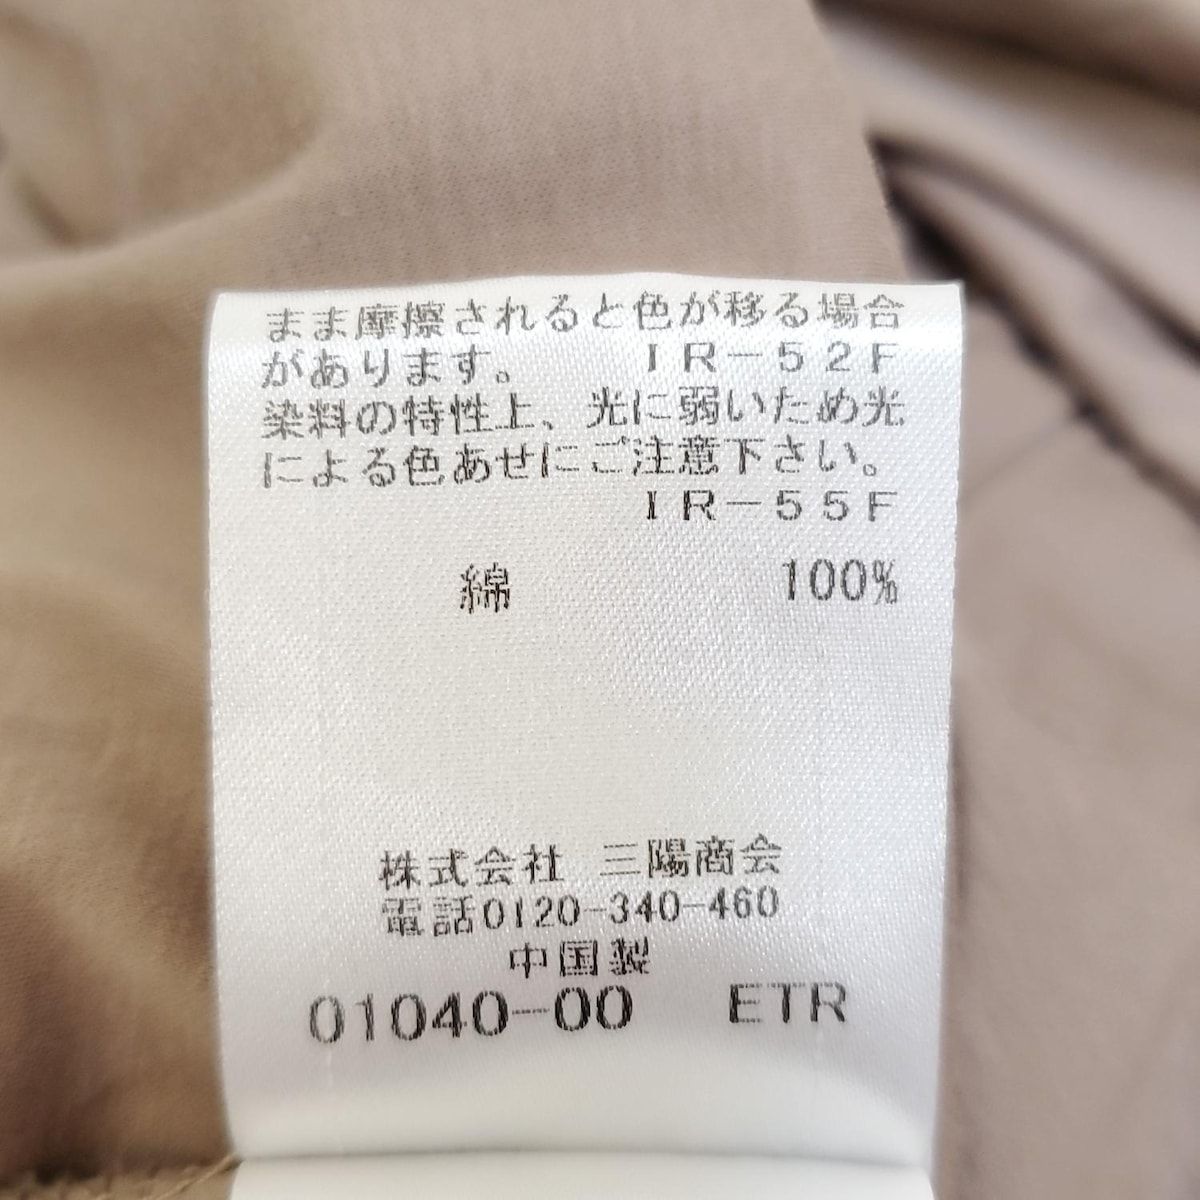 まま摩擦されると色が移る場合
があります。 IR-52F
染料の特性上、光に弱いため光
による色あせにご注意下さい。
IR-55F
綿 100%
株式会社 三陽商会
電話0120-340-460
中国製
01040-00 ETR